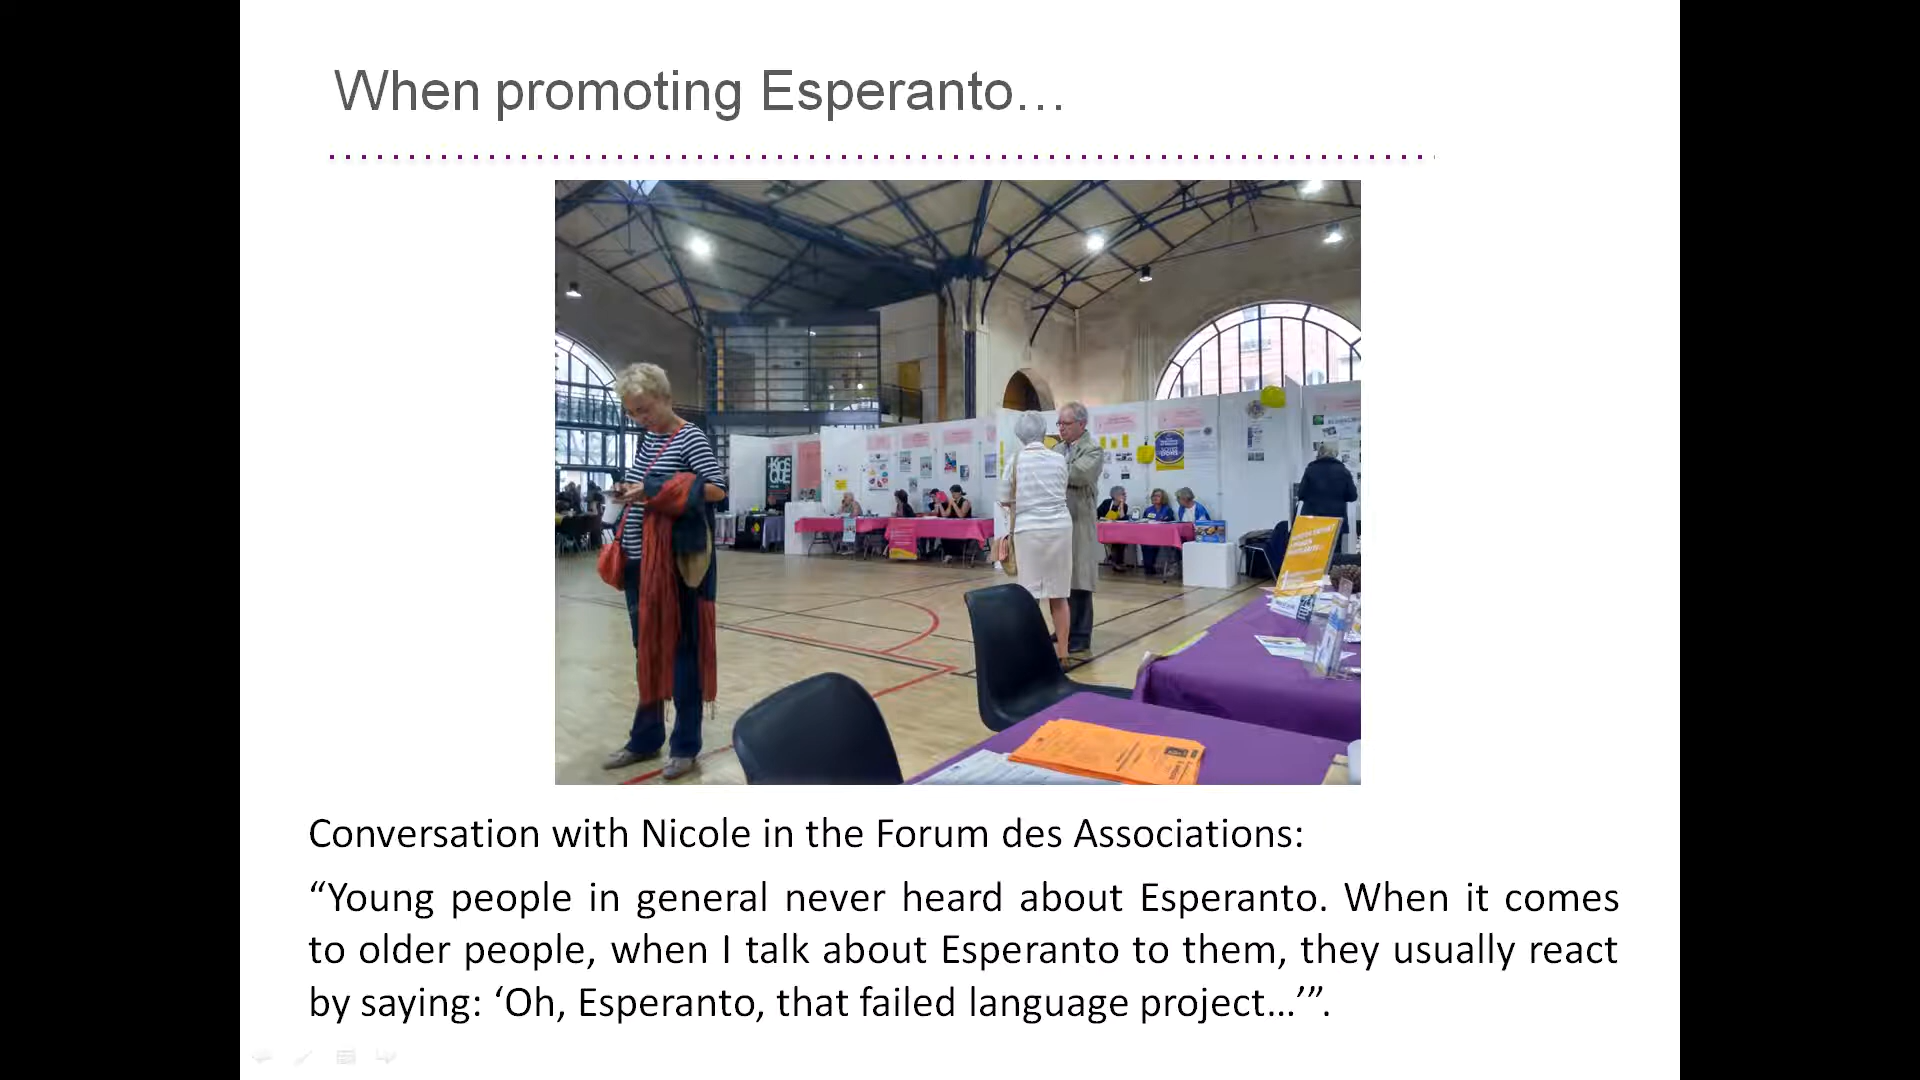 When promoting Esperanto…
KIOS
QUE
Conversation with Nicole in the Forum des Associations:
“Young people in general never heard about Esperanto. When it comes
to older people, when I talk about Esperanto to them, they usually react
by saying: ‘Oh, Esperanto, that failed language project…’”.